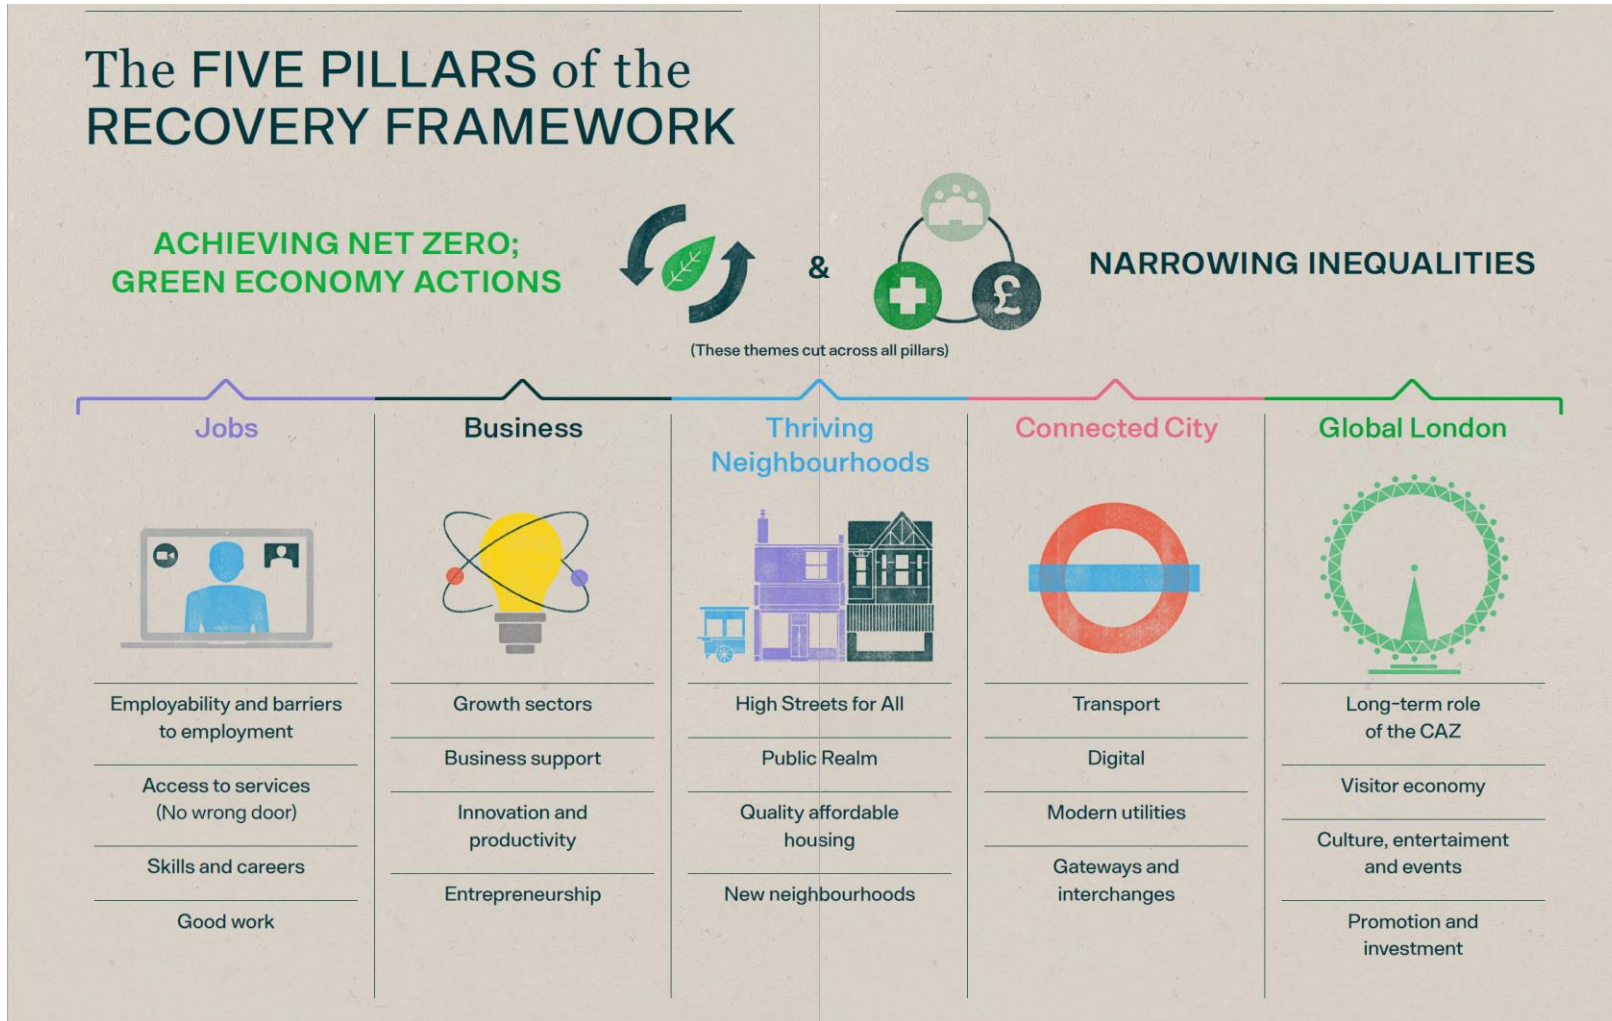 The FIVE PILLARS of the
RECOVERY FRAMEWORK
ACHIEVING NET ZERO;
GREEN ECONOMY ACTIONS
&
£
NARROWING INEQUALITIES
(These themes cut across all pillars)
Jobs
Employability and barriers
to employment
Access to services
(No wrong door)
Skills and careers
Good work
Business
Growth sectors
Business support
Innovation and
productivity
Entrepreneurship
Thriving
Neighbourhoods
High Streets for All
Public Realm
Quality affordable
housing
New neighbourhoods
Connected City
Transport
Digital
Modern utilities
Gateways and
interchanges
Global London
Long-term role
of the CAZ
Visitor economy
Culture, entertaiment
and events
Promotion and
investment